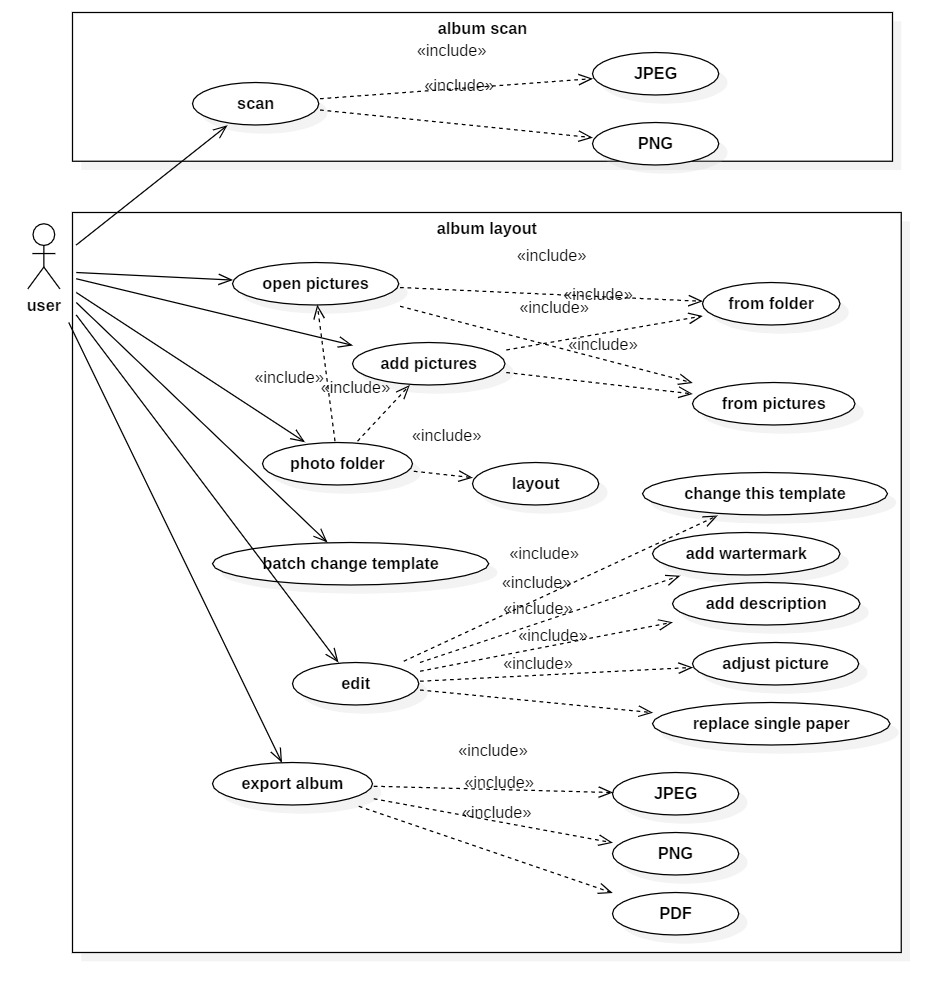 album scan
«include»
JPEG
«include»
scan
PNG
album layout
«include»
open pictures
«include»
from folder
«include»
user
«include»
add pictures
«include»
«include»
from pictures
«include»
photo folder
layout
change this template
«include»
add wartermark
batch change template
«include»
«include»
add description
«include»
«include»
adjust picture
edit
replace single paper
«include»
export album
«include»
JPEG
«include»
PNG
PDF